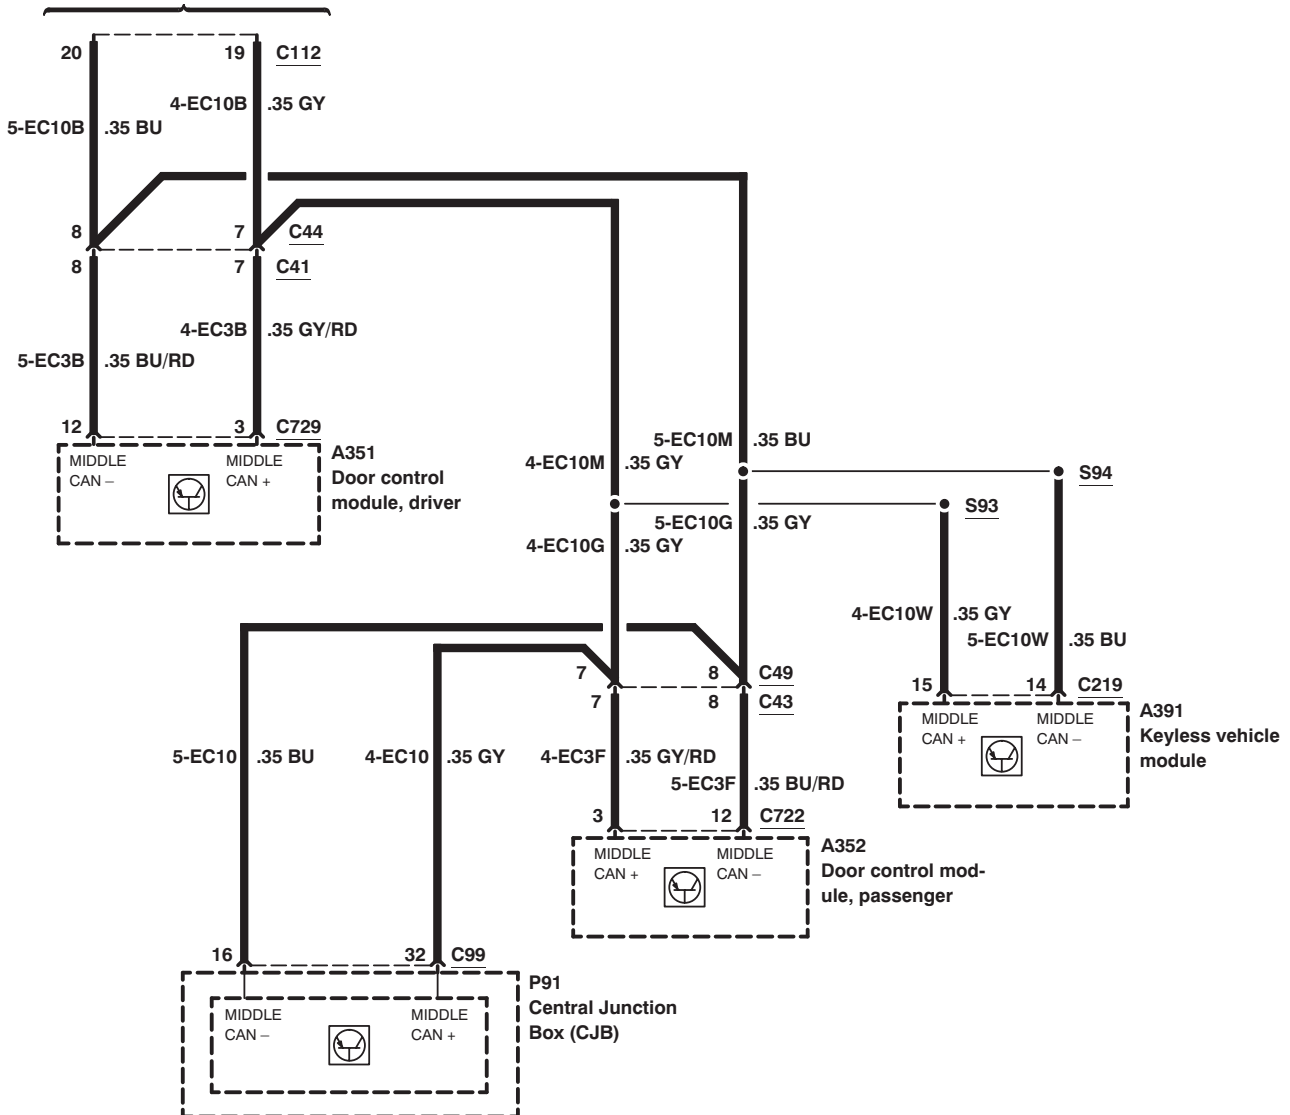 20 19 C112
4-EC10B .35 GY
5-EC10B .35 BU
8 7 C44
8 7 C41
4-EC3B .35 GY/RD
5-EC3B .35 BU/RD
12 3 C729
MIDDLE CAN –
MIDDLE CAN +
A351
Door control
module, driver
5-EC10M .35 BU
4-EC10M .35 GY
S94
S93
5-EC10G .35 GY
4-EC10G .35 GY
4-EC10W .35 GY
5-EC10W .35 BU
7 8 C49
7 8 C43
15 14 C219
MIDDLE CAN +
MIDDLE CAN –
A391
Keyless vehicle
module
5-EC10 .35 BU
4-EC10 .35 GY
4-EC3F .35 GY/RD
5-EC3F .35 BU/RD
3 12 C722
MIDDLE CAN +
MIDDLE CAN –
A352
Door control mod-
ule, passenger
16 32 C99
P91
Central Junction
Box (CJB)
MIDDLE CAN –
MIDDLE CAN +